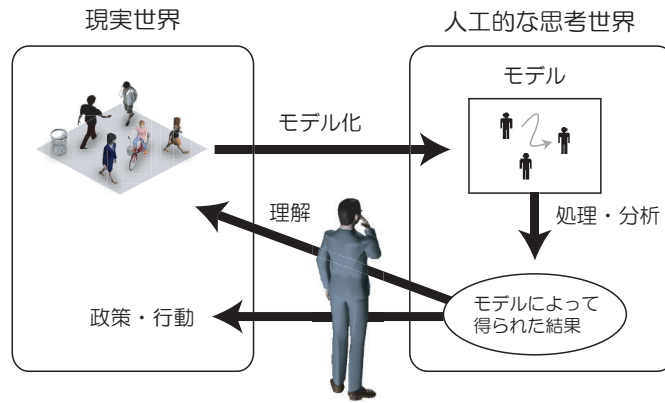 現実世界
人工的な思考世界
モデル
モデル化
理解
処理・分析
政策・行動
モデルによって
得られた結果